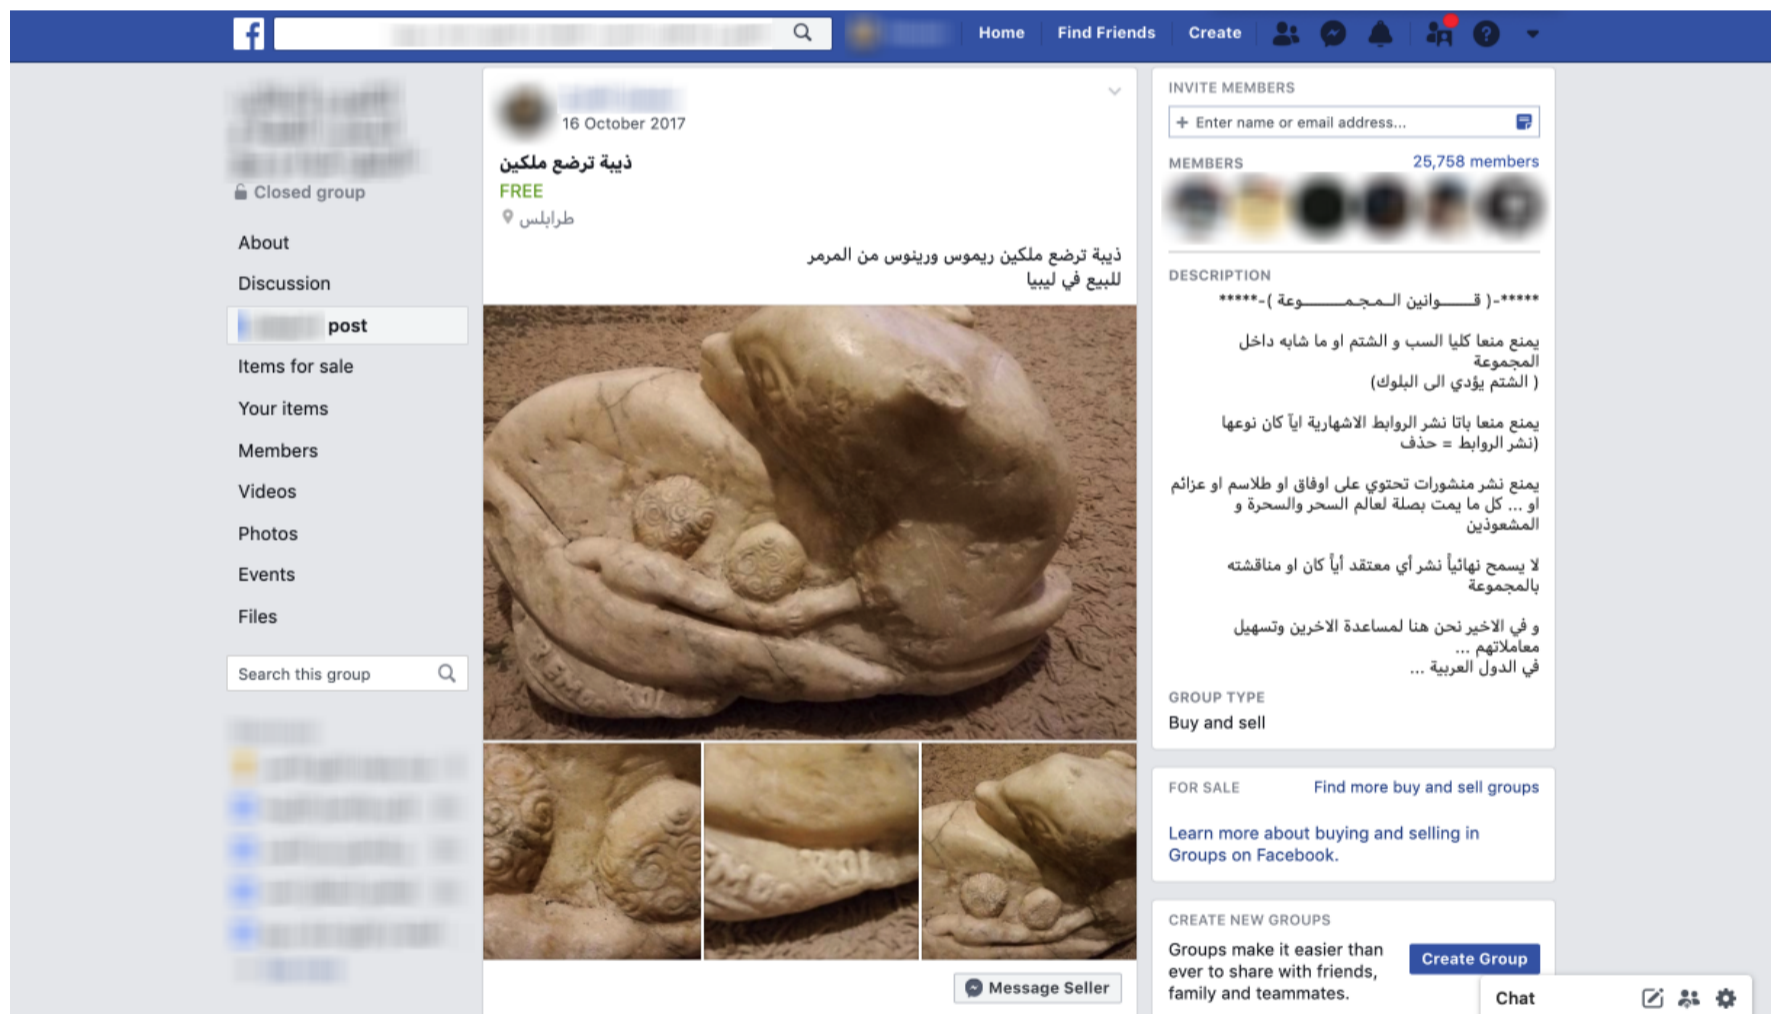 Home
Find Friends
Create
Closed group
About
Discussion
post
Items for sale
Your items
Members
Videos
Photos
Events
Files
Search this group
16 October 2017
ذيبة ترضع ملكين
FREE
طرابلس
ذيبة ترضع ملكين ريموس ورينوس من المرمر
للبيع في ليبيا
Message Seller
INVITE MEMBERS
+ Enter name or email address...
MEMBERS
25,758 members
DESCRIPTION
*****-( قـــــوانين الــمـجـمـــــــوعة )-*****
يمنع منعا كليا السب و الشتم او ما شابه داخل
المجموعة
( الشتم يؤدي الى البلوك)
يمنع منعا باتا نشر الروابط الاشهارية اياً كان نوعها
(نشر الروابط = حذف
يمنع نشر منشورات تحتوي على اوفاق او طلاسم او عزائم
او ... كل ما يمت بصلة لعالم السحر والسحرة و
المشعوذين
لا يسمح نهائياً نشر أي معتقد أياً كان او مناقشته
بالمجموعة
و في الاخير نحن هنا لمساعدة الاخرين وتسهيل
معاملاتهم ...
في الدول العربية ...
GROUP TYPE
Buy and sell
FOR SALE
Find more buy and sell groups
Learn more about buying and selling in
Groups on Facebook.
CREATE NEW GROUPS
Groups make it easier than
ever to share with friends,
family and teammates.
Create Group
Chat